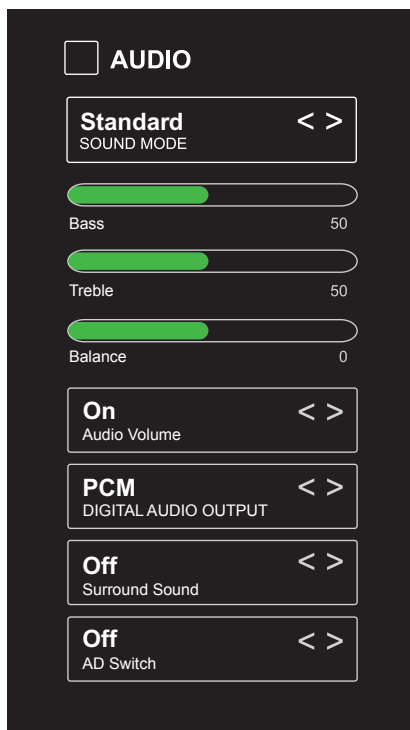 AUDIO
Standard < >
SOUND MODE
Bass 50
Treble 50
Balance 0
On < >
Audio Volume
PCM < >
DIGITAL AUDIO OUTPUT
Off < >
Surround Sound
Off < >
AD Switch